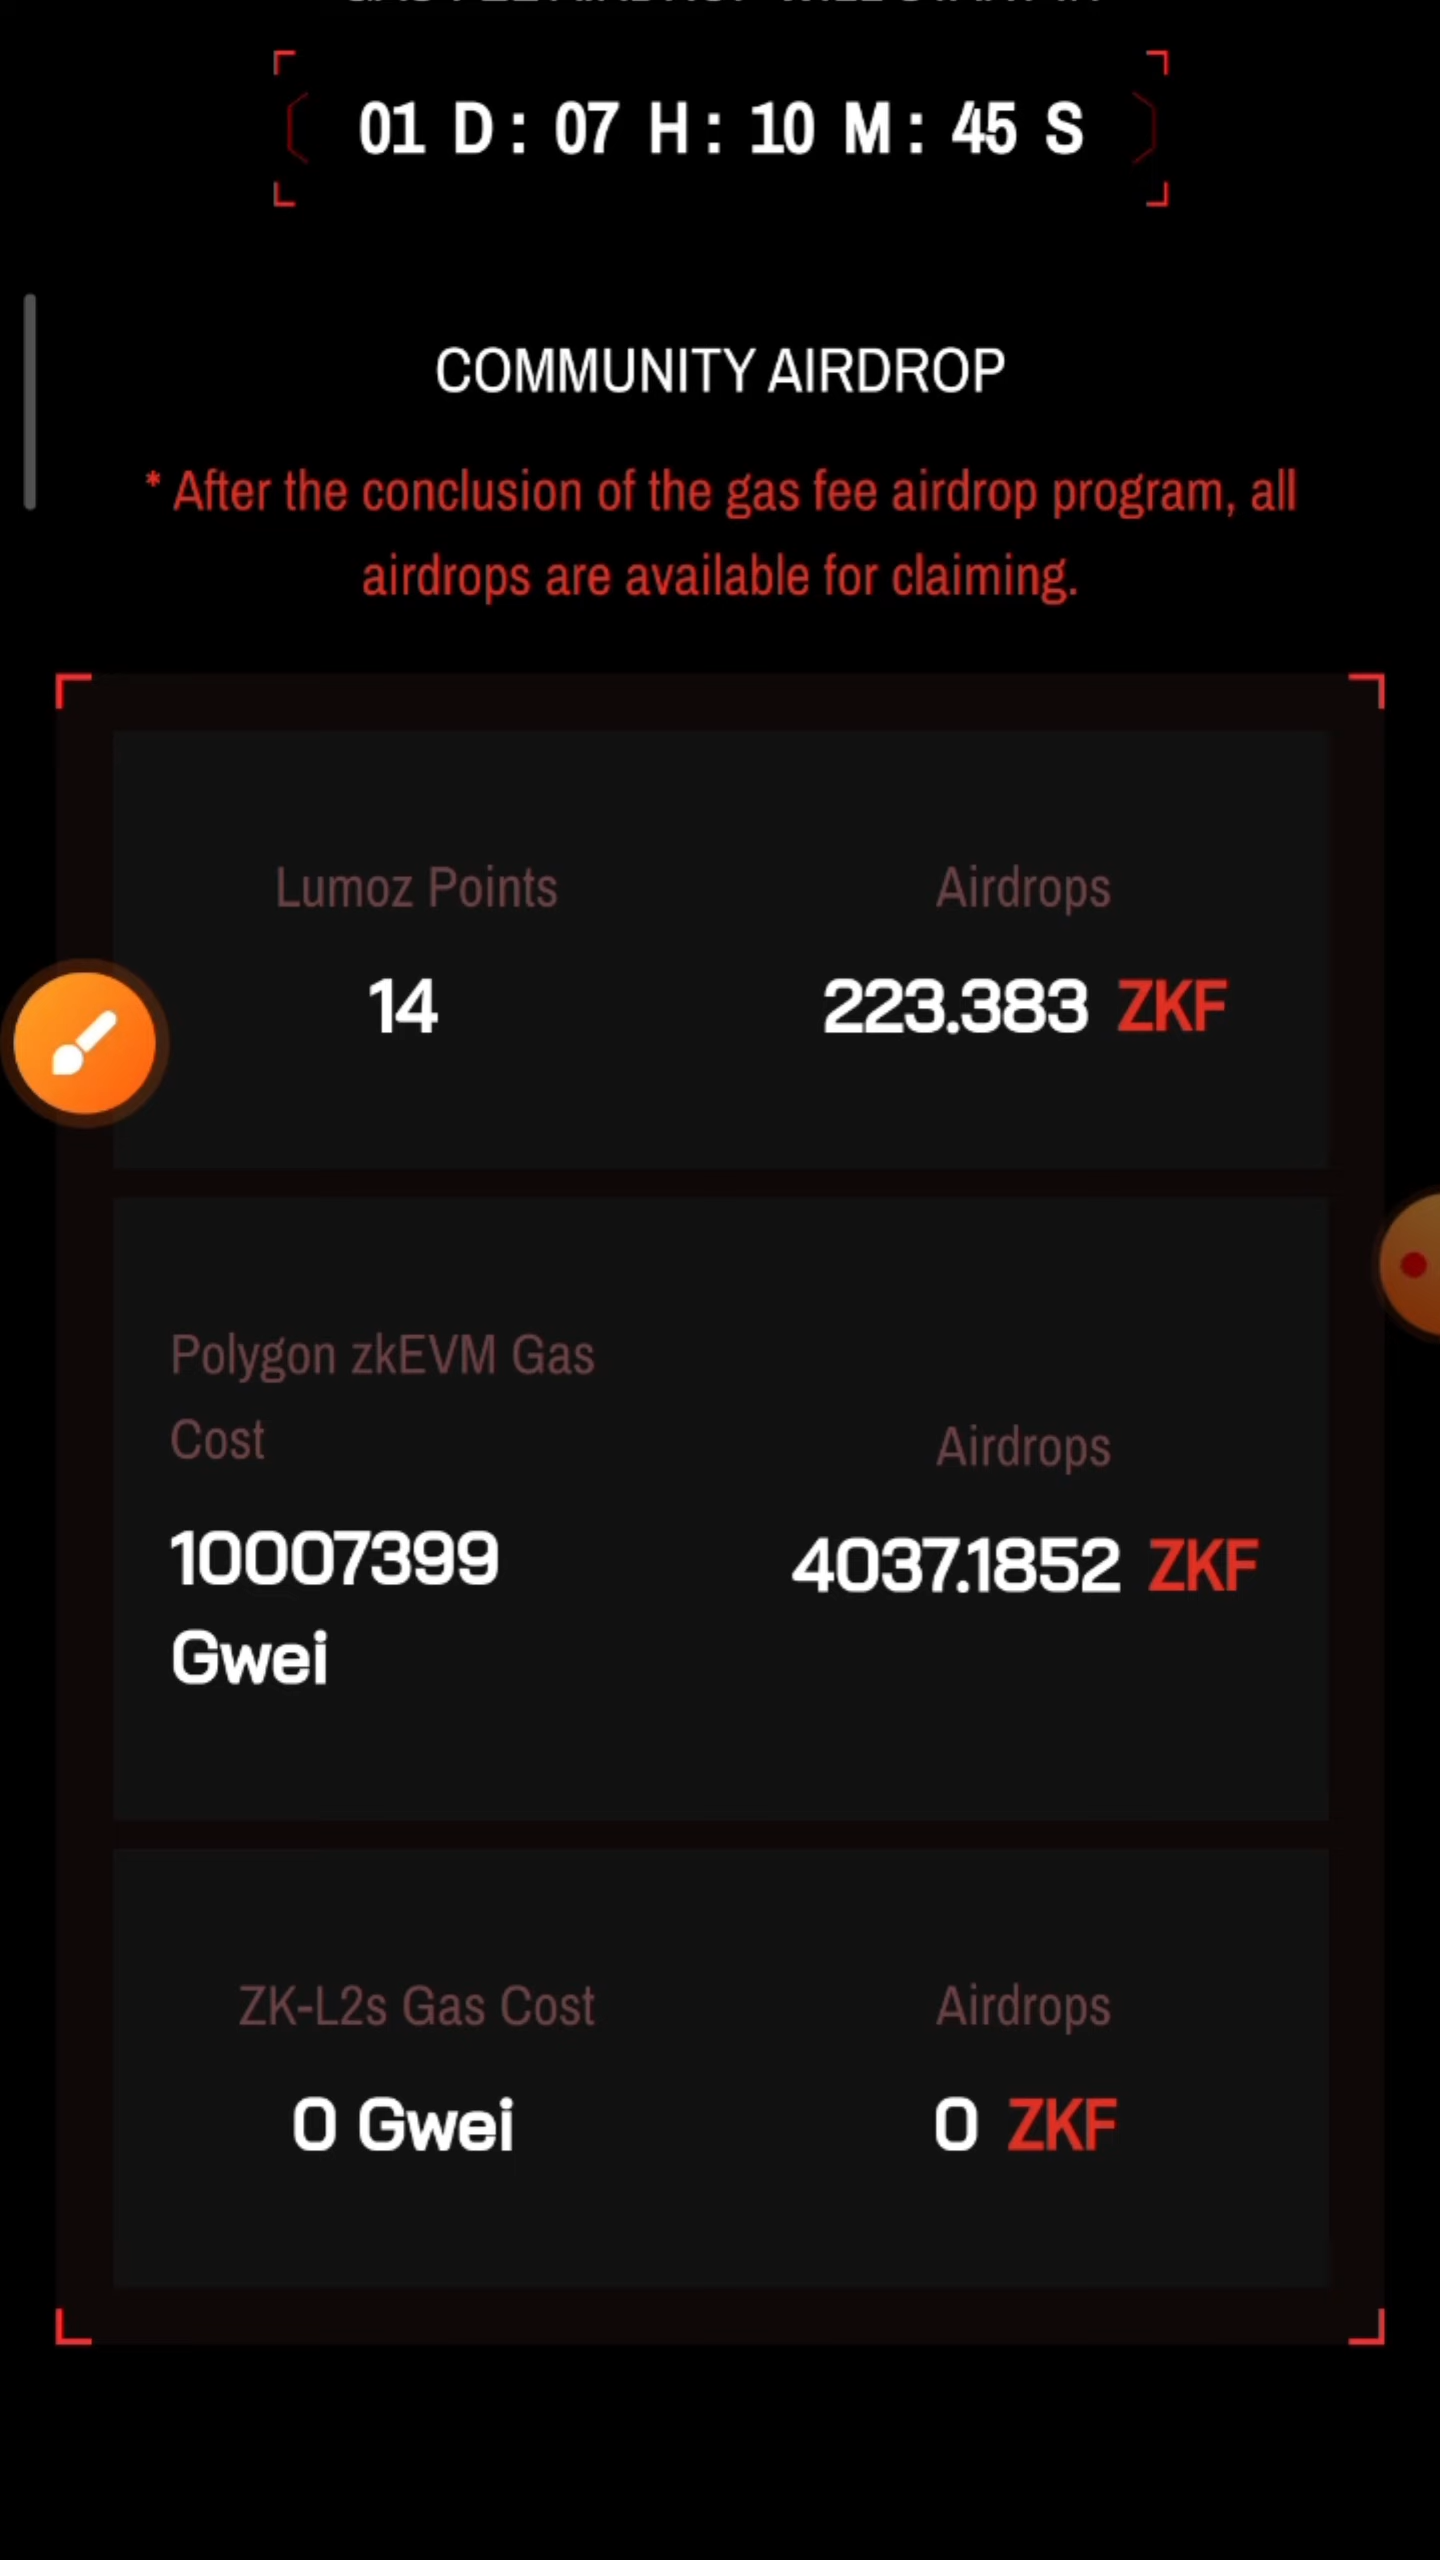 01 D : 07 H : 10 M : 45 S
COMMUNITY AIRDROP
* After the conclusion of the gas fee airdrop program, all
airdrops are available for claiming.
Lumoz Points
Airdrops
14
223.383 ZKF
Polygon zkEVM Gas
Cost
Airdrops
10007399
Gwei
4037.1852 ZKF
ZK-L2s Gas Cost
Airdrops
0 Gwei
0 ZKF